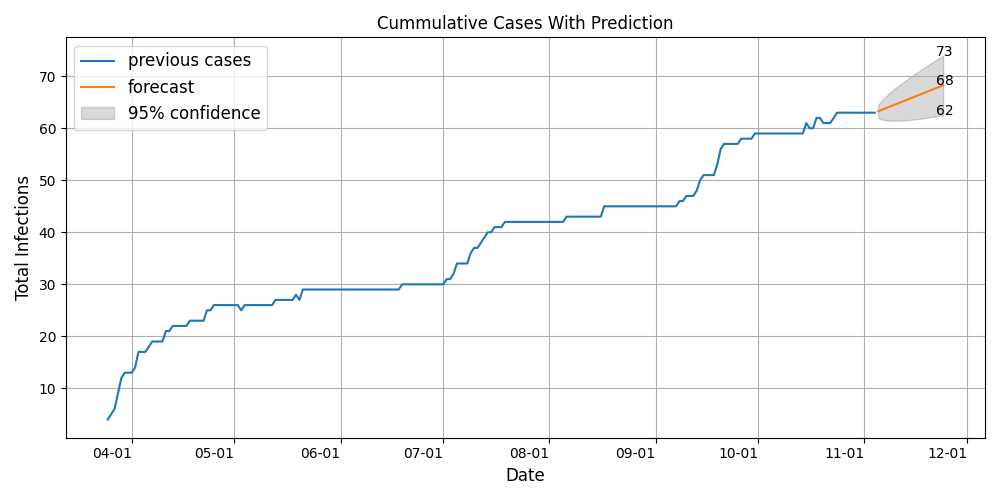 Cummulative Cases With Prediction
previous cases
forecast
95% confidence
73
68
62
Total Infections
70
60
50
40
30
20
10
04-01 05-01 06-01 07-01 08-01 09-01 10-01 11-01 12-01
Date